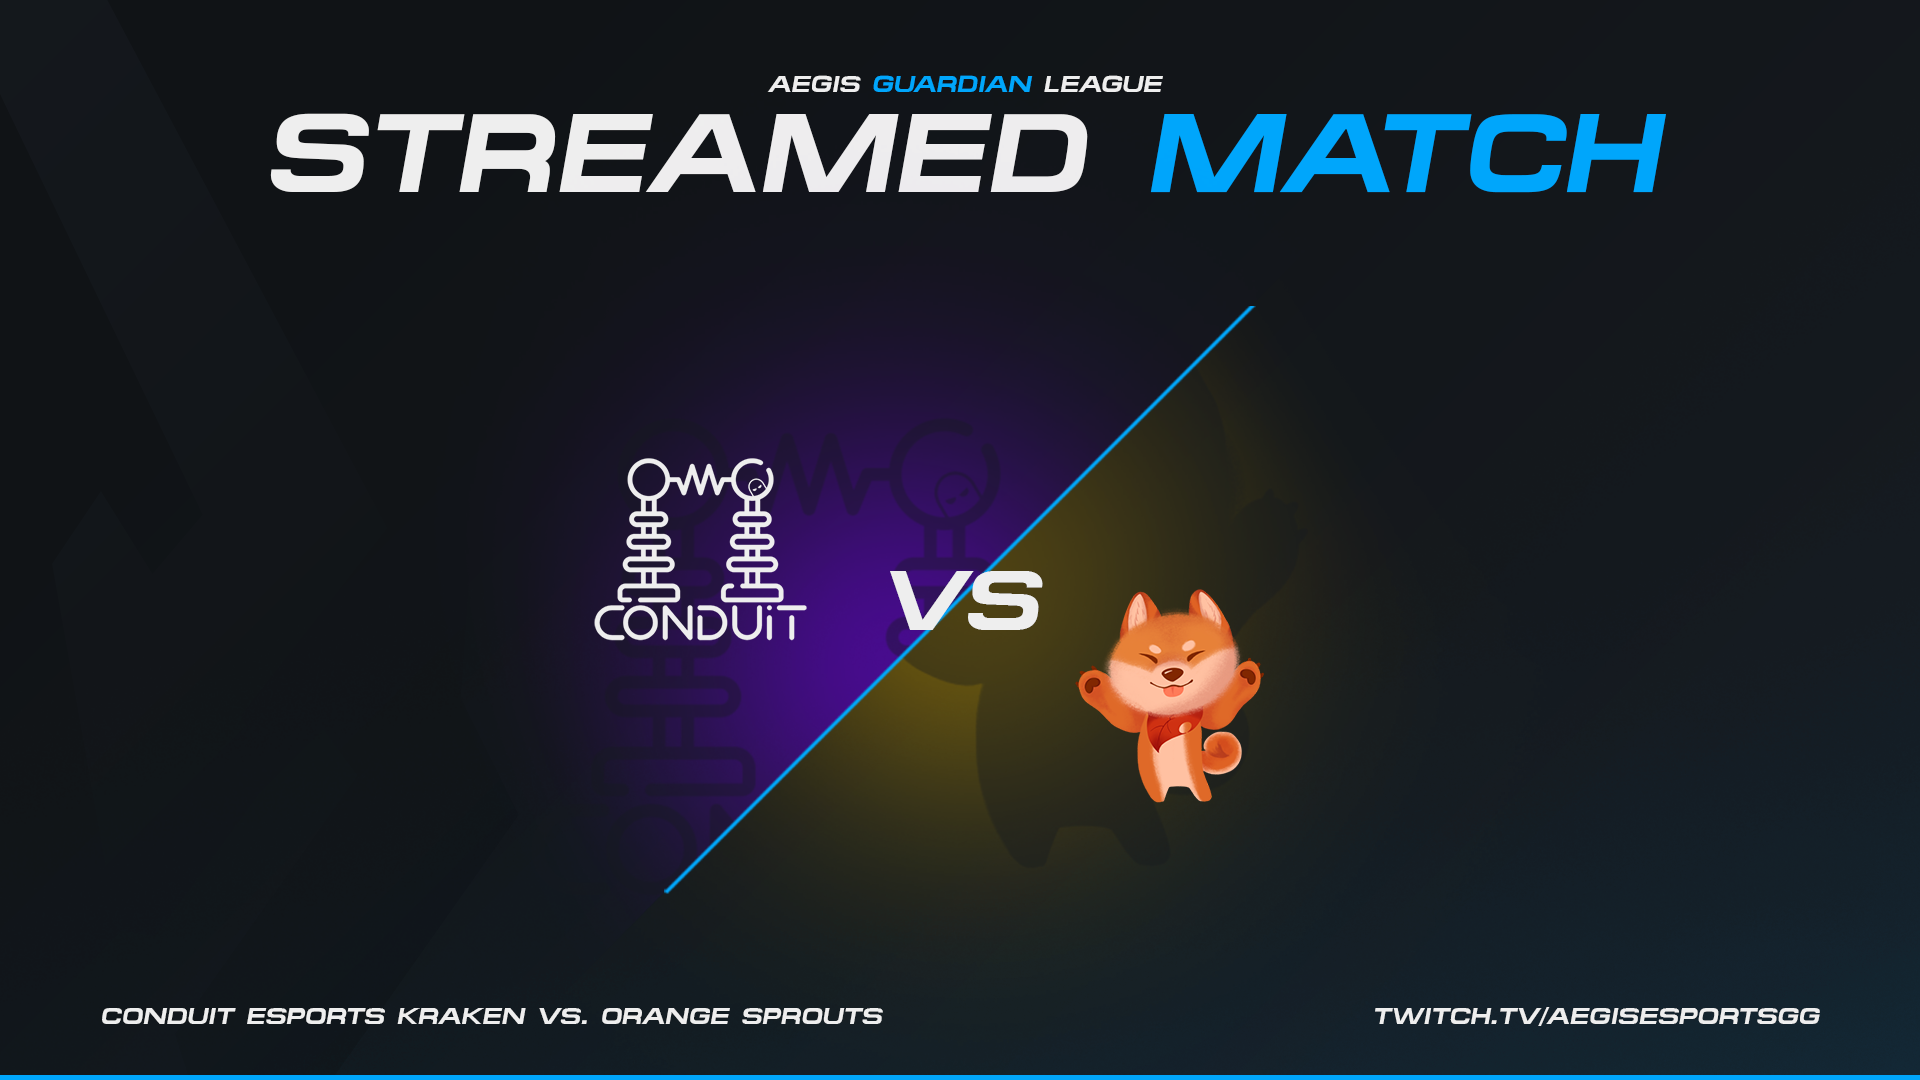 AEGIS GUARDIAN LEAGUE
STREAMED MATCH
CONDUIT
VS
CONDUIT ESPORTS KRAKEN VS. ORANGE SPROUTS
TWITCH.TV/AEGISESPORTSGG